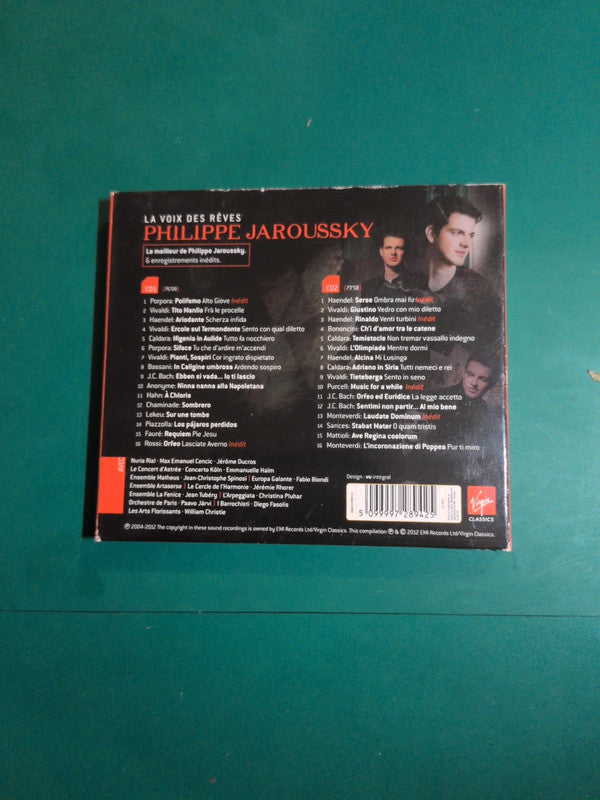 LA VOIX DES RÊVES
PHILIPPE JAROUSSKY
Le meilleur de Philippe Jaroussky.
6 enregistrements inédits.
CD1 (76'08)
1 Porpora: Polifemo Alto Giove Inédit
2 Vivaldi: Tito Manlio Frà le procelle
3 Haendel: Ariodante Scherza infida
4 Vivaldi: Ercole sul Termondonte Sento con qual diletto
5 Caldara: Ifigenia in Aulide Tutto fa nocchiero
6 Porpora: Siface Tu che d'ardire m'accendi
7 Vivaldi: Pianti, Sospiri Cor ingrato dispietato
8 Bassani: In Caligine umbrosa Ardendo sospiro
9 J.C. Bach: Ebben si vada... Io ti lascio
10 Anonyme: Ninna nanna alla Napoletana
11 Hahn: À Chloris
12 Chaminade: Sombrero
13 Lekeu: Sur une tombe
14 Piazzolla: Los pájaros perdidos
15 Fauré: Requiem Pie Jesu
16 Rossi: Orfeo Lasciate Averno Inédit
CD2 (73'58)
1 Haendel: Serse Ombra mai fu Inédit
2 Vivaldi: Giustino Vedro con mio diletto
3 Haendel: Rinaldo Venti turbini Inédit
4 Bononcini: Ch'i d'amor tra le catene
5 Caldara: Temistocle Non tremar vassallo indegno
6 Vivaldi: L'Olimpiade Mentre dormi
7 Haendel: Alcina Mi Lusinga
8 Caldara: Adriano in Siria Tutti nemeci e rei
9 Vivaldi: Tieteberga Sento in seno
10 Purcell: Music for a while Inédit
11 J.C. Bach: Orfeo ed Euridice La legge accetto
12 J.C. Bach: Sentimi non partir... Al mio bene
13 Monteverdi: Laudate Dominum Inédit
14 Sances: Stabat Mater O quam tristis
15 Mattioli: Ave Regina coelorum
16 Monteverdi: L'incoronazione di Poppea Pur ti miro
AVEC
Nuria Rial • Max Emanuel Cencic • Jérôme Ducros
Le Concert d'Astrée • Concerto Köln • Emmanuelle Haïm
Ensemble Matheus • Jean-Christophe Spinosi | Europa Galante • Fabio Biondi
Ensemble Artaserse | Le Cercle de l'Harmonie • Jérémie Rhorer
Ensemble La Fenice • Jean Tubéry | L'Arpeggiata • Christina Pluhar
Orchestre de Paris • Paavo Järvi | I Barrochisti • Diego Fasolis
Les Arts Florissants • William Christie
Design : vu intégral
5 099997 289425
Virgin
CLASSICS
℗ 2004-2012 The copyright in these sound recordings is owned by EMI Records Ltd/Virgin Classics. This compilation ℗ & © 2012 EMI Records Ltd/Virgin Classics.